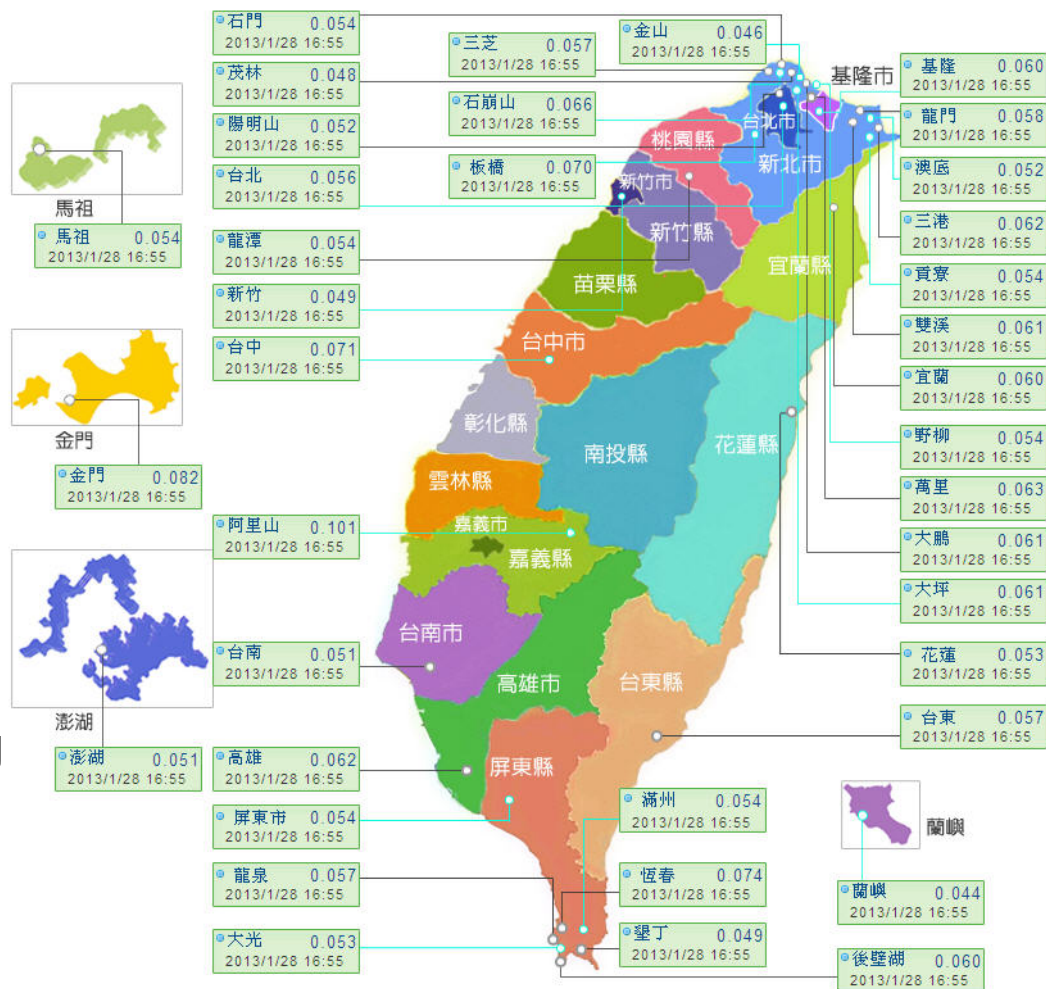 石門 0.054
2013/1/28 16:55
茂林 0.048
2013/1/28 16:55
陽明山 0.052
2013/1/28 16:55
台北 0.056
2013/1/28 16:55
龍潭 0.054
2013/1/28 16:55
新竹 0.049
2013/1/28 16:55
台中 0.071
2013/1/28 16:55
阿里山 0.101
2013/1/28 16:55
台南 0.051
2013/1/28 16:55
高雄 0.062
2013/1/28 16:55
屏東市 0.054
2013/1/28 16:55
龍泉 0.057
2013/1/28 16:55
大光 0.053
2013/1/28 16:55
三芝 0.057
2013/1/28 16:55
石崩山 0.066
2013/1/28 16:55
板橋 0.070
2013/1/28 16:55
金山 0.046
2013/1/28 16:55
馬祖
馬祖 0.054
2013/1/28 16:55
金門
金門 0.082
2013/1/28 16:55
澎湖
澎湖 0.051
2013/1/28 16:55
基隆市
台北市
新北市
桃園縣
新竹市
新竹縣
宜蘭縣
苗栗縣
台中市
彰化縣
南投縣
花蓮縣
雲林縣
嘉義市
嘉義縣
台南市
高雄市
台東縣
屏東縣
基隆 0.060
2013/1/28 16:55
龍門 0.058
2013/1/28 16:55
澳底 0.052
2013/1/28 16:55
三港 0.062
2013/1/28 16:55
貢寮 0.054
2013/1/28 16:55
雙溪 0.061
2013/1/28 16:55
宜蘭 0.060
2013/1/28 16:55
野柳 0.054
2013/1/28 16:55
萬里 0.063
2013/1/28 16:55
大鵬 0.061
2013/1/28 16:55
大坪 0.061
2013/1/28 16:55
花蓮 0.053
2013/1/28 16:55
台東 0.057
2013/1/28 16:55
滿州 0.054
2013/1/28 16:55
恆春 0.074
2013/1/28 16:55
墾丁 0.049
2013/1/28 16:55
蘭嶼
蘭嶼 0.044
2013/1/28 16:55
後壁湖 0.060
2013/1/28 16:55